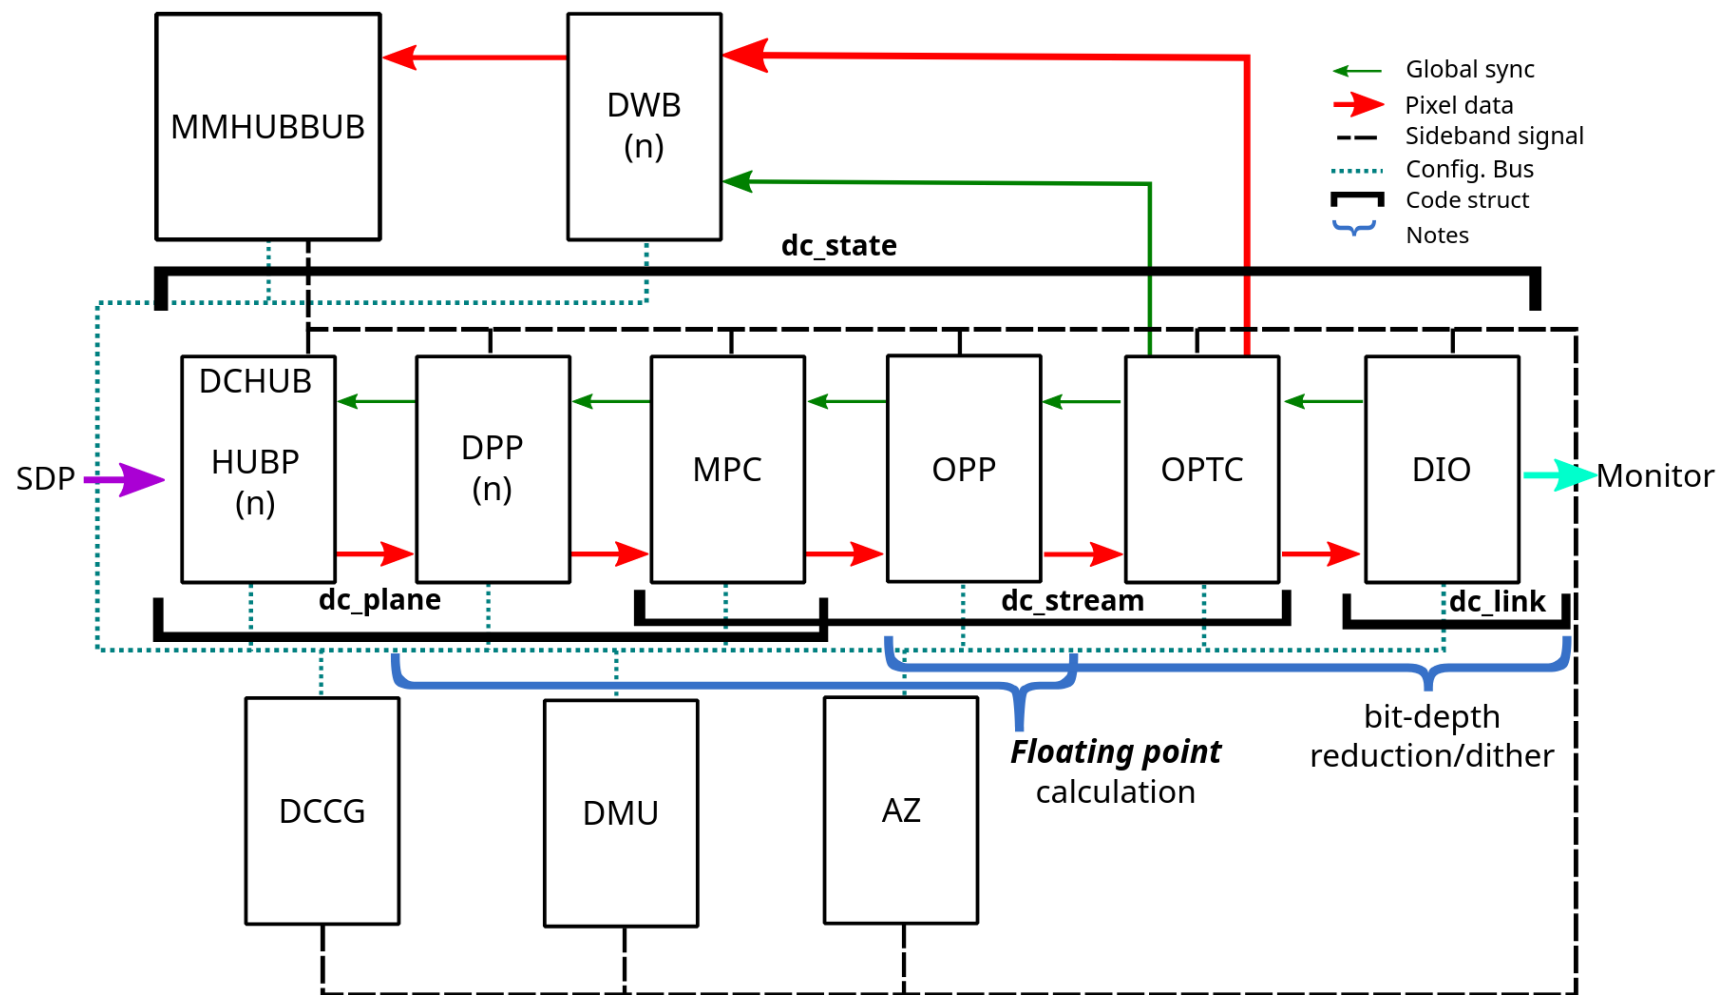 MMHUBBUB
DWB
(n)
Global sync
Pixel data
Sideband signal
Config. Bus
Code struct
Notes
dc_state
SDP
DCHUB
HUBP
(n)
DPP
(n)
MPC
OPP
OPTC
DIO
Monitor
dc_plane
dc_stream
dc_link
DCCG
DMU
AZ
Floating point
calculation
bit-depth
reduction/dither